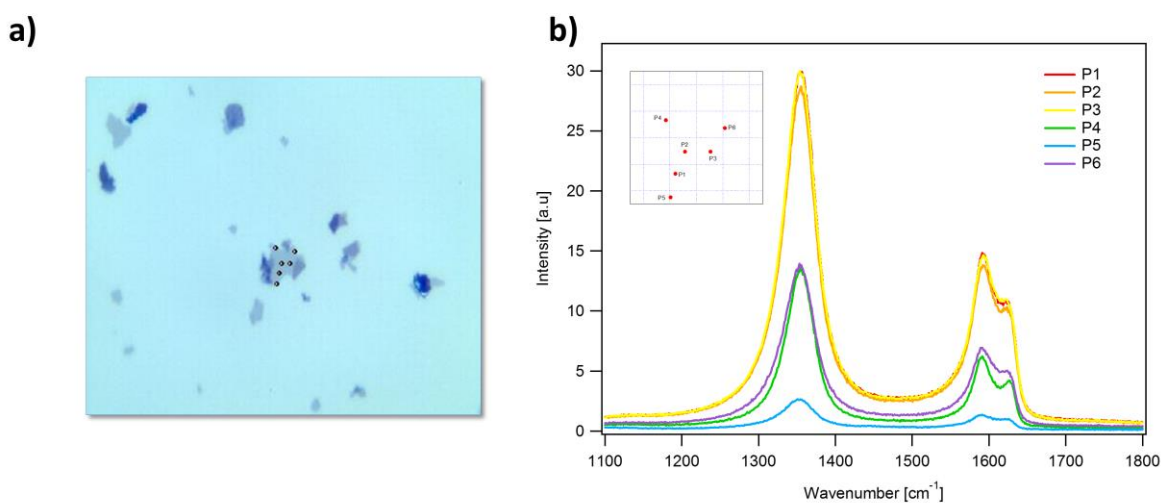 a)
b)
30
25
20
15
10
5
0
Intensity [a.u]
P4
P6
P2
P3
P1
P5
P1
P2
P3
P4
P5
P6
1100 1200 1300 1400 1500 1600 1700 1800
Wavenumber [cm⁻¹]